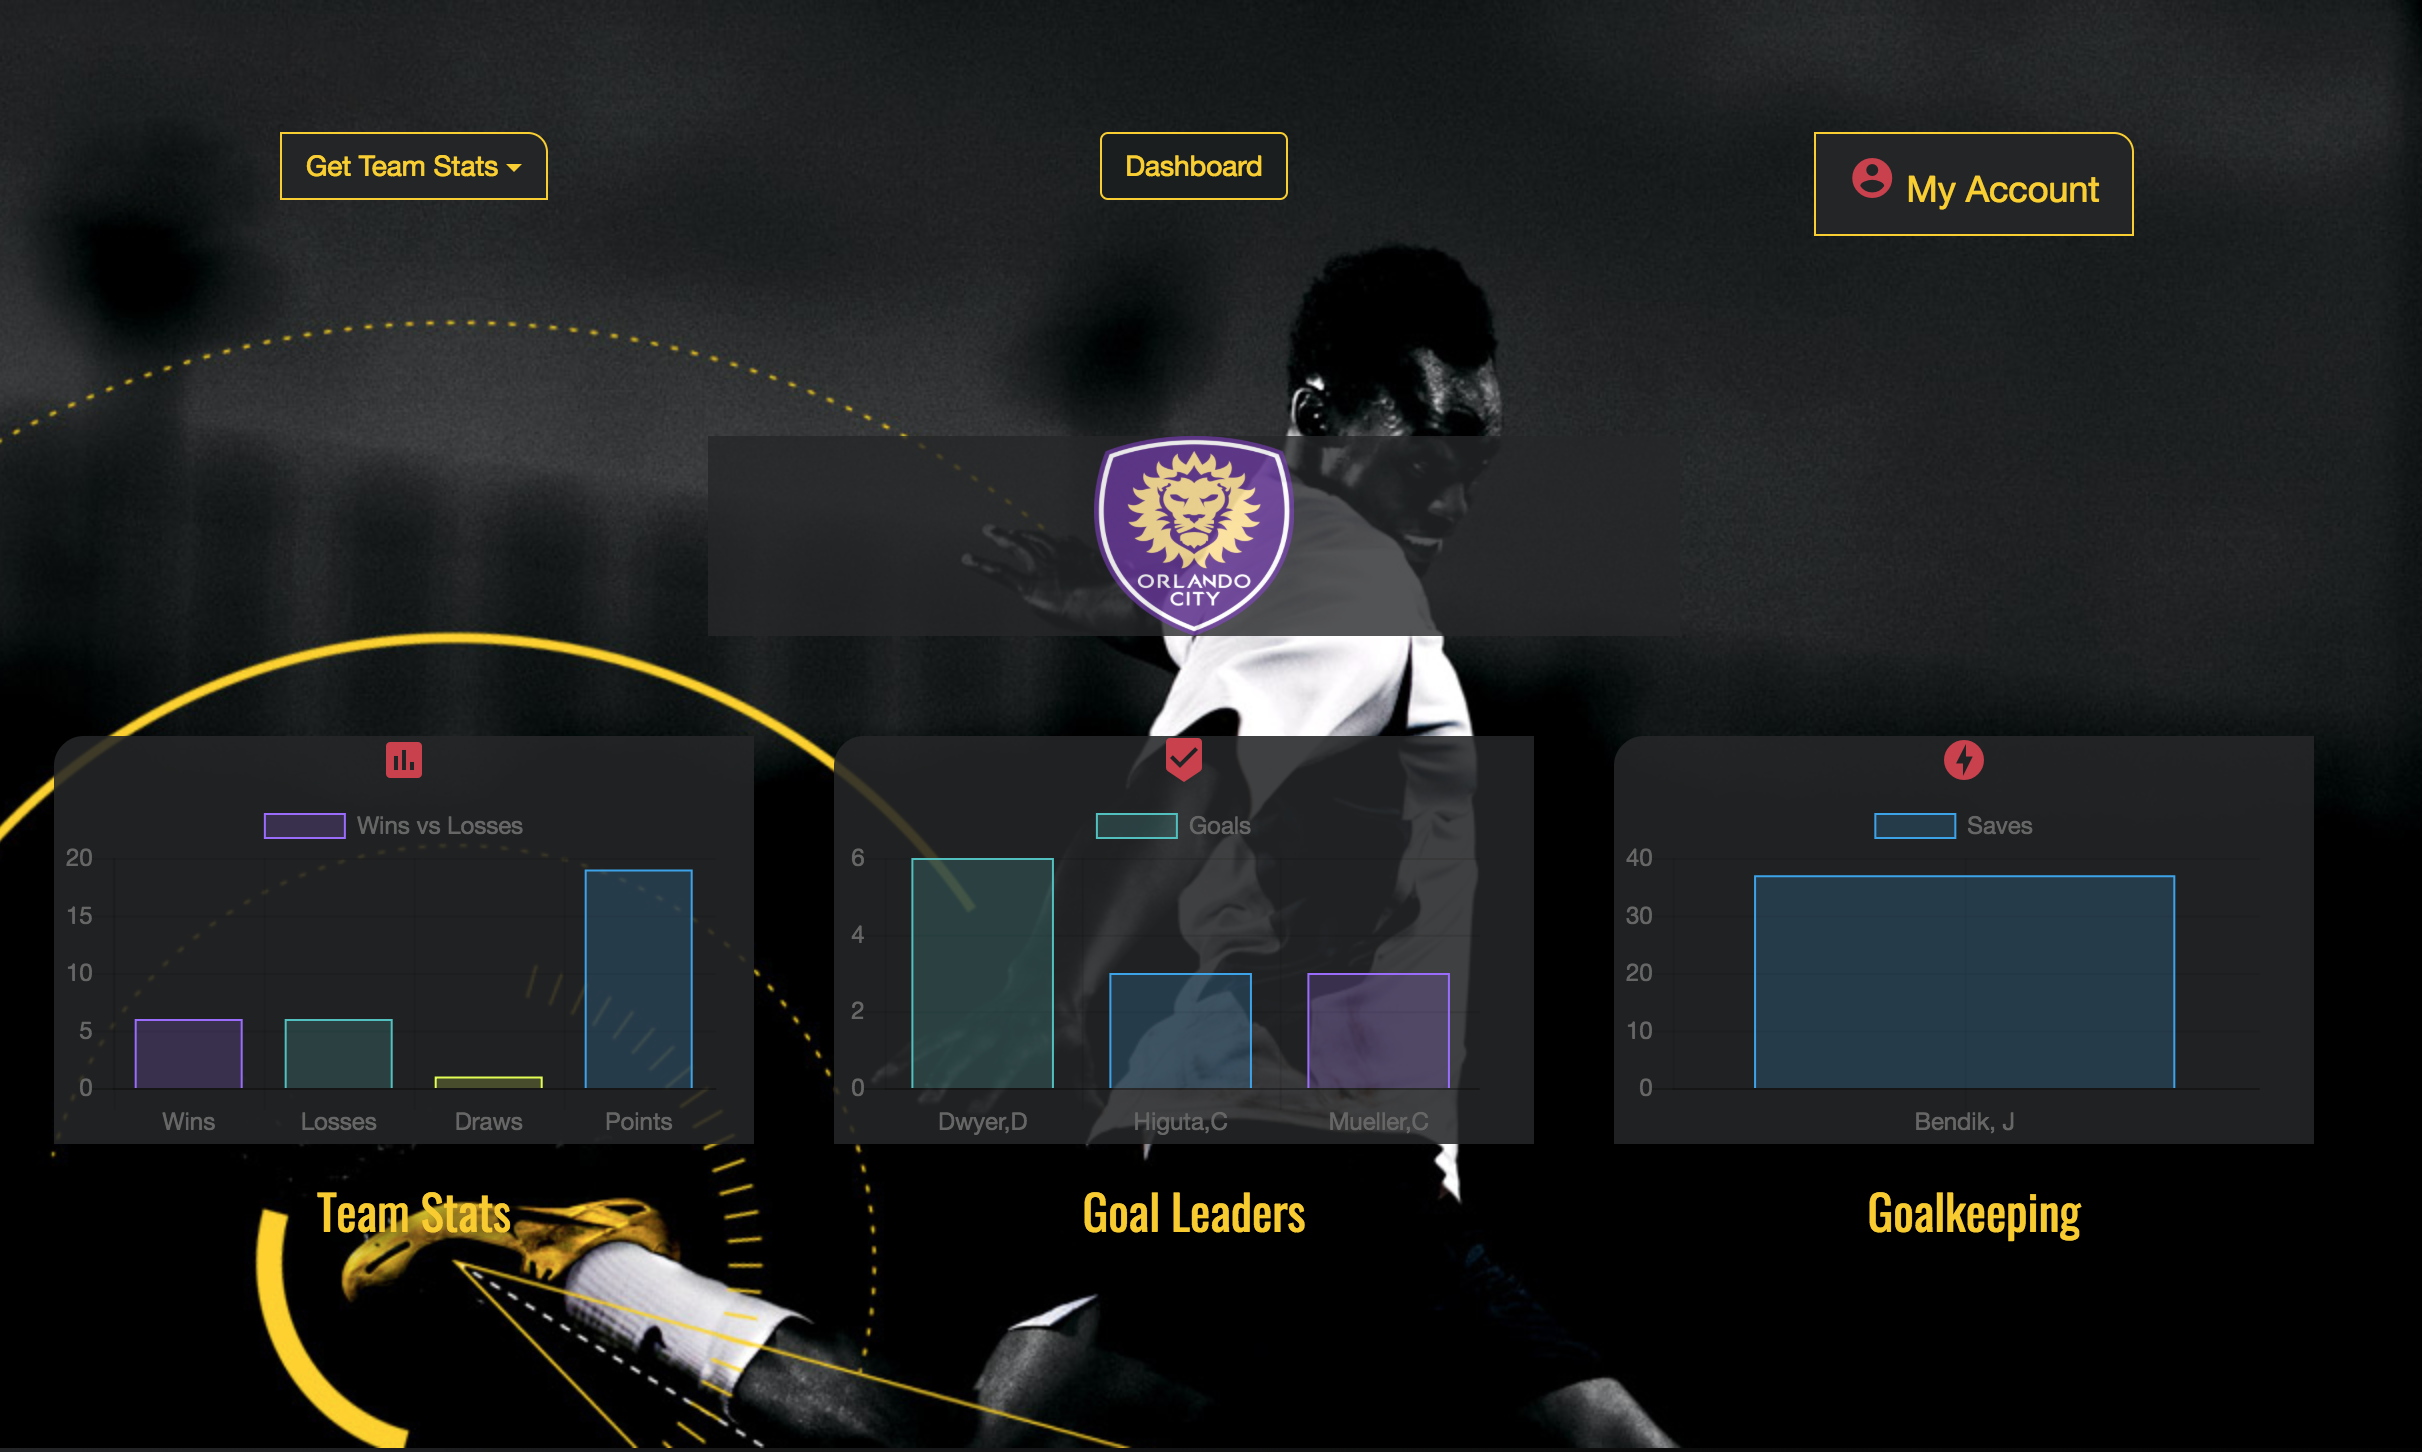 Get Team Stats
Dashboard
My Account
ORLANDO
CITY
Wins vs Losses
20
15
10
5
0
Wins Losses Draws Points
Team Stats
Goals
6
4
2
0
Dwyer,D Higuta,C Mueller,C
Goal Leaders
Saves
40
30
20
10
0
Bendik, J
Goalkeeping